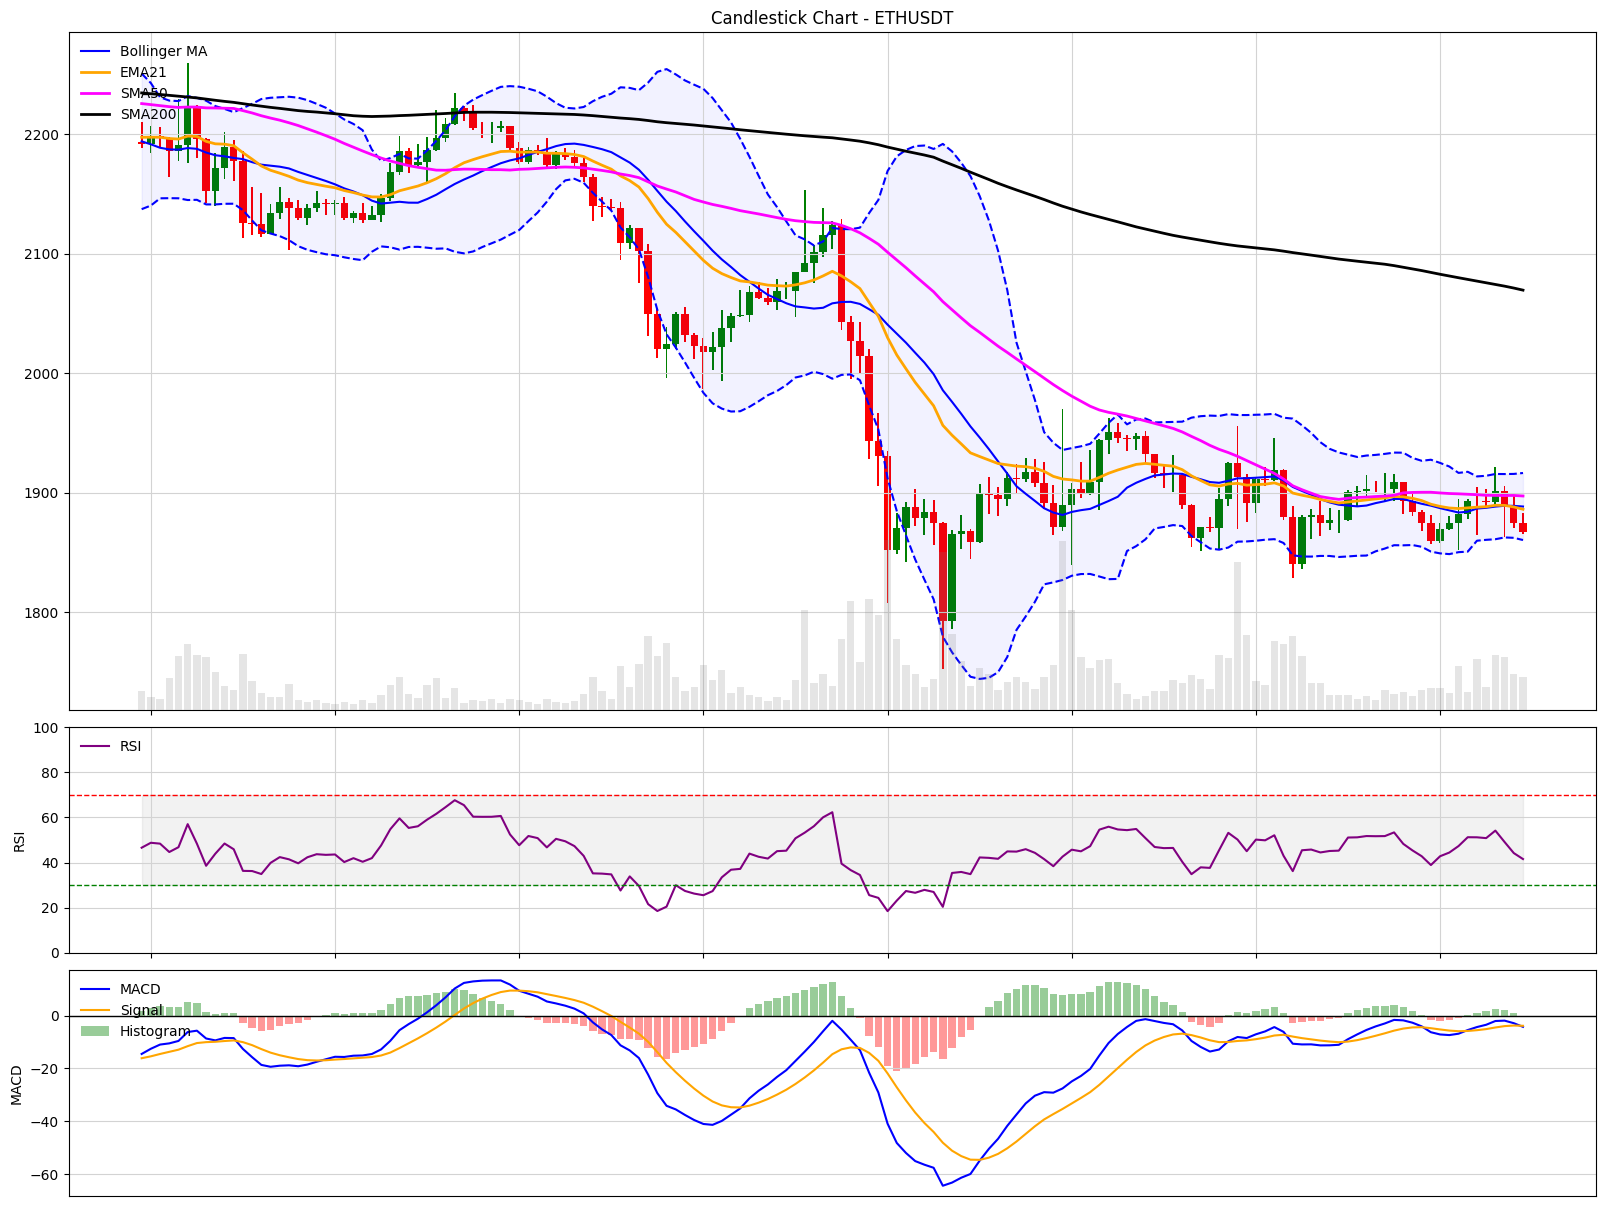 Candlestick Chart - ETHUSDT
Bollinger MA
EMA21
SMA50
SMA200
2200
2100
2000
1900
1800
100
80
60
40
20
0
RSI
RSI
0
−20
−40
−60
MACD
MACD
Signal
Histogram